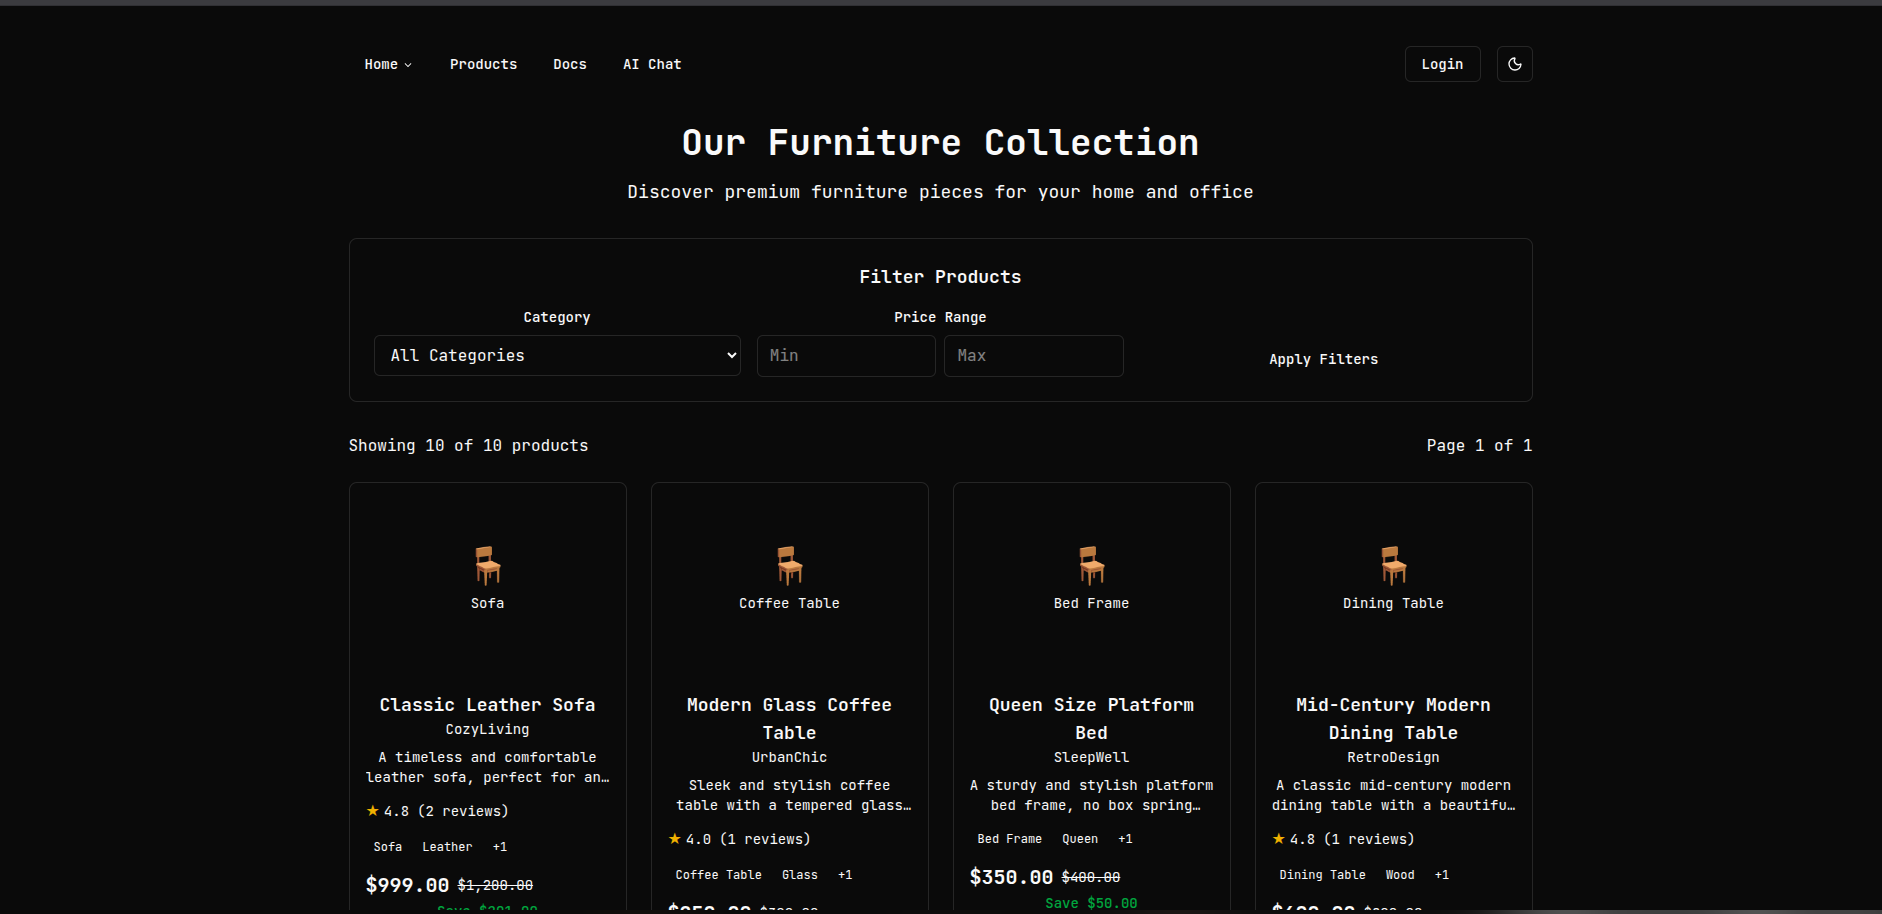 Home Products Docs AI Chat Login
Our Furniture Collection
Discover premium furniture pieces for your home and office
Filter Products
Category Price Range
All Categories Min Max Apply Filters
Showing 10 of 10 products Page 1 of 1
Sofa Coffee Table Bed Frame Dining Table
Classic Leather Sofa
CozyLiving
A timeless and comfortable
leather sofa, perfect for an…
★ 4.8 (2 reviews)
Sofa Leather +1
$999.00 $1,200.00
Save $201.00
Modern Glass Coffee
Table
UrbanChic
Sleek and stylish coffee
table with a tempered glass…
★ 4.0 (1 reviews)
Coffee Table Glass +1
Queen Size Platform
Bed
SleepWell
A sturdy and stylish platform
bed frame, no box spring…
Bed Frame Queen +1
$350.00 $400.00
Save $50.00
Mid-Century Modern
Dining Table
RetroDesign
A classic mid-century modern
dining table with a beautifu…
★ 4.8 (1 reviews)
Dining Table Wood +1